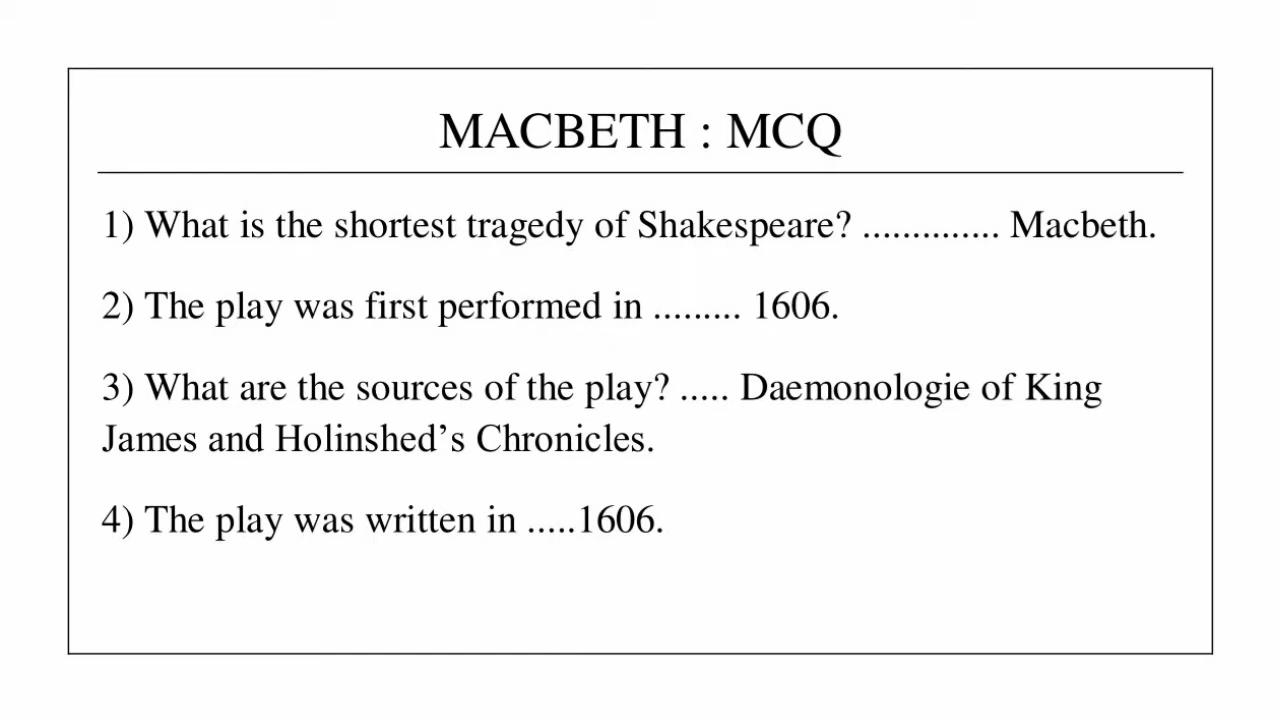 MACBETH : MCQ
1) What is the shortest tragedy of Shakespeare? .............. Macbeth.
2) The play was first performed in ......... 1606.
3) What are the sources of the play? ..... Daemonologie of King
James and Holinshed’s Chronicles.
4) The play was written in .....1606.